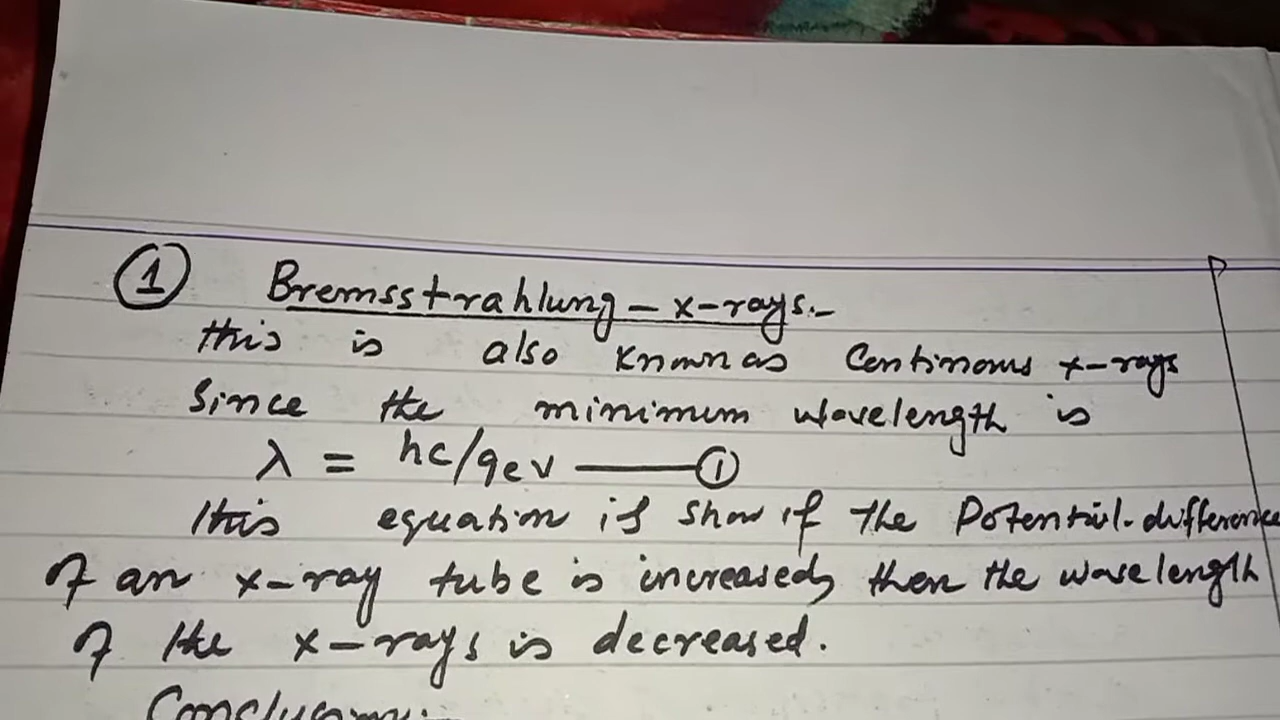 ① Bremsstrahlung - x-rays:-
this is also known as Continous x-rays
Since the minimum wavelength is
λ = hc/qev ——— ①
This equation is show if the Potential-difference
of an x-ray tube is increased, then the wavelength
of the x-rays is decreased.
Conclusion:-